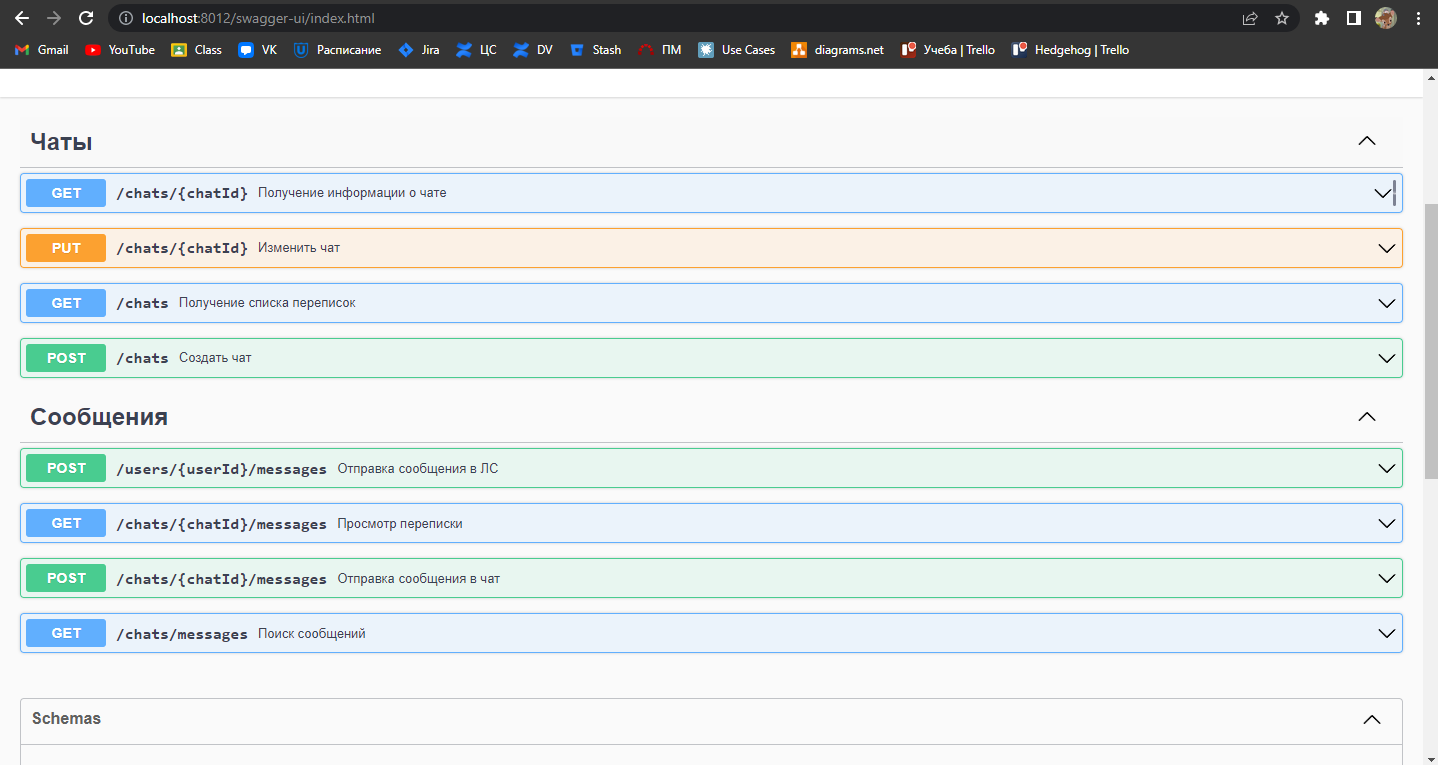 localhost:8012/swagger-ui/index.html
Gmail YouTube Class VK Расписание Jira ЦС DV Stash ПМ Use Cases diagrams.net Учеба | Trello Hedgehog | Trello
Чаты
GET /chats/{chatId} Получение информации о чате
PUT /chats/{chatId} Изменить чат
GET /chats Получение списка переписок
POST /chats Создать чат
Сообщения
POST /users/{userId}/messages Отправка сообщения в ЛС
GET /chats/{chatId}/messages Просмотр переписки
POST /chats/{chatId}/messages Отправка сообщения в чат
GET /chats/messages Поиск сообщений
Schemas